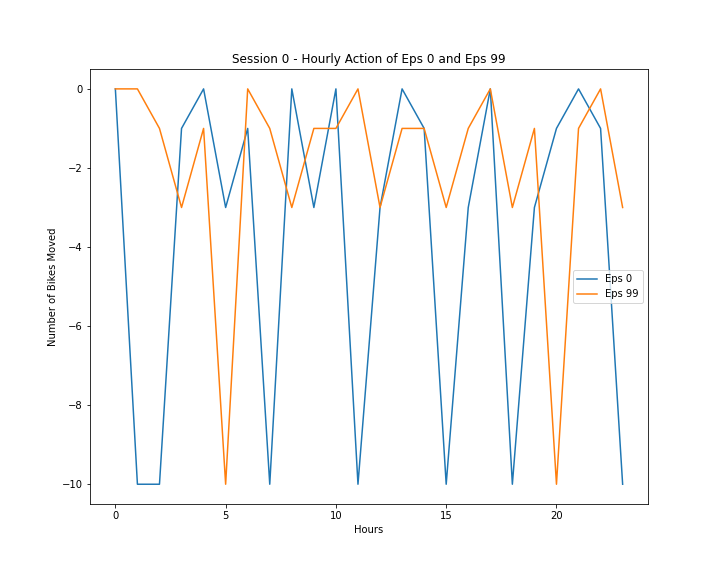 Session 0 - Hourly Action of Eps 0 and Eps 99
Number of Bikes Moved
0
−2
−4
−6
−8
−10
Eps 0
Eps 99
0 5 10 15 20
Hours